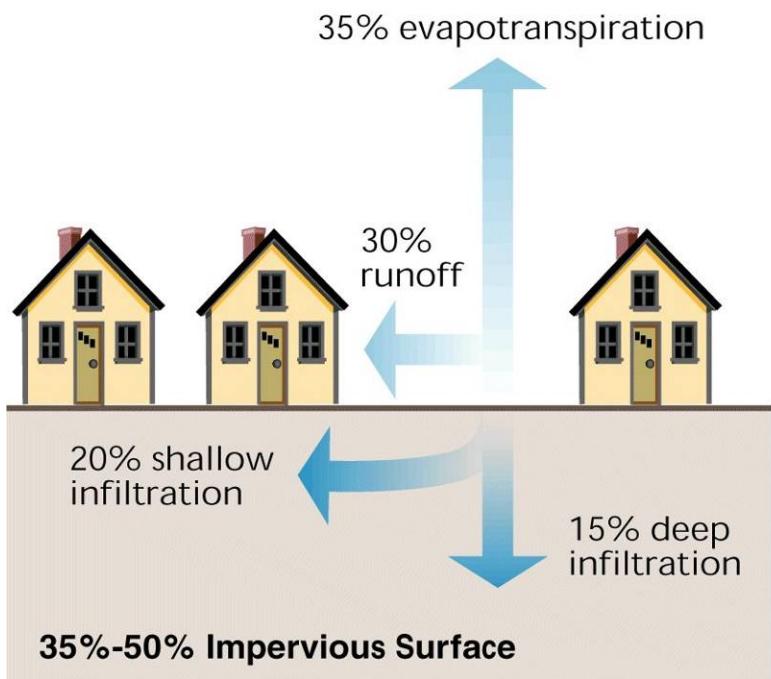 35% evapotranspiration
30%
runoff
20% shallow
infiltration
15% deep
infiltration
35%-50% Impervious Surface